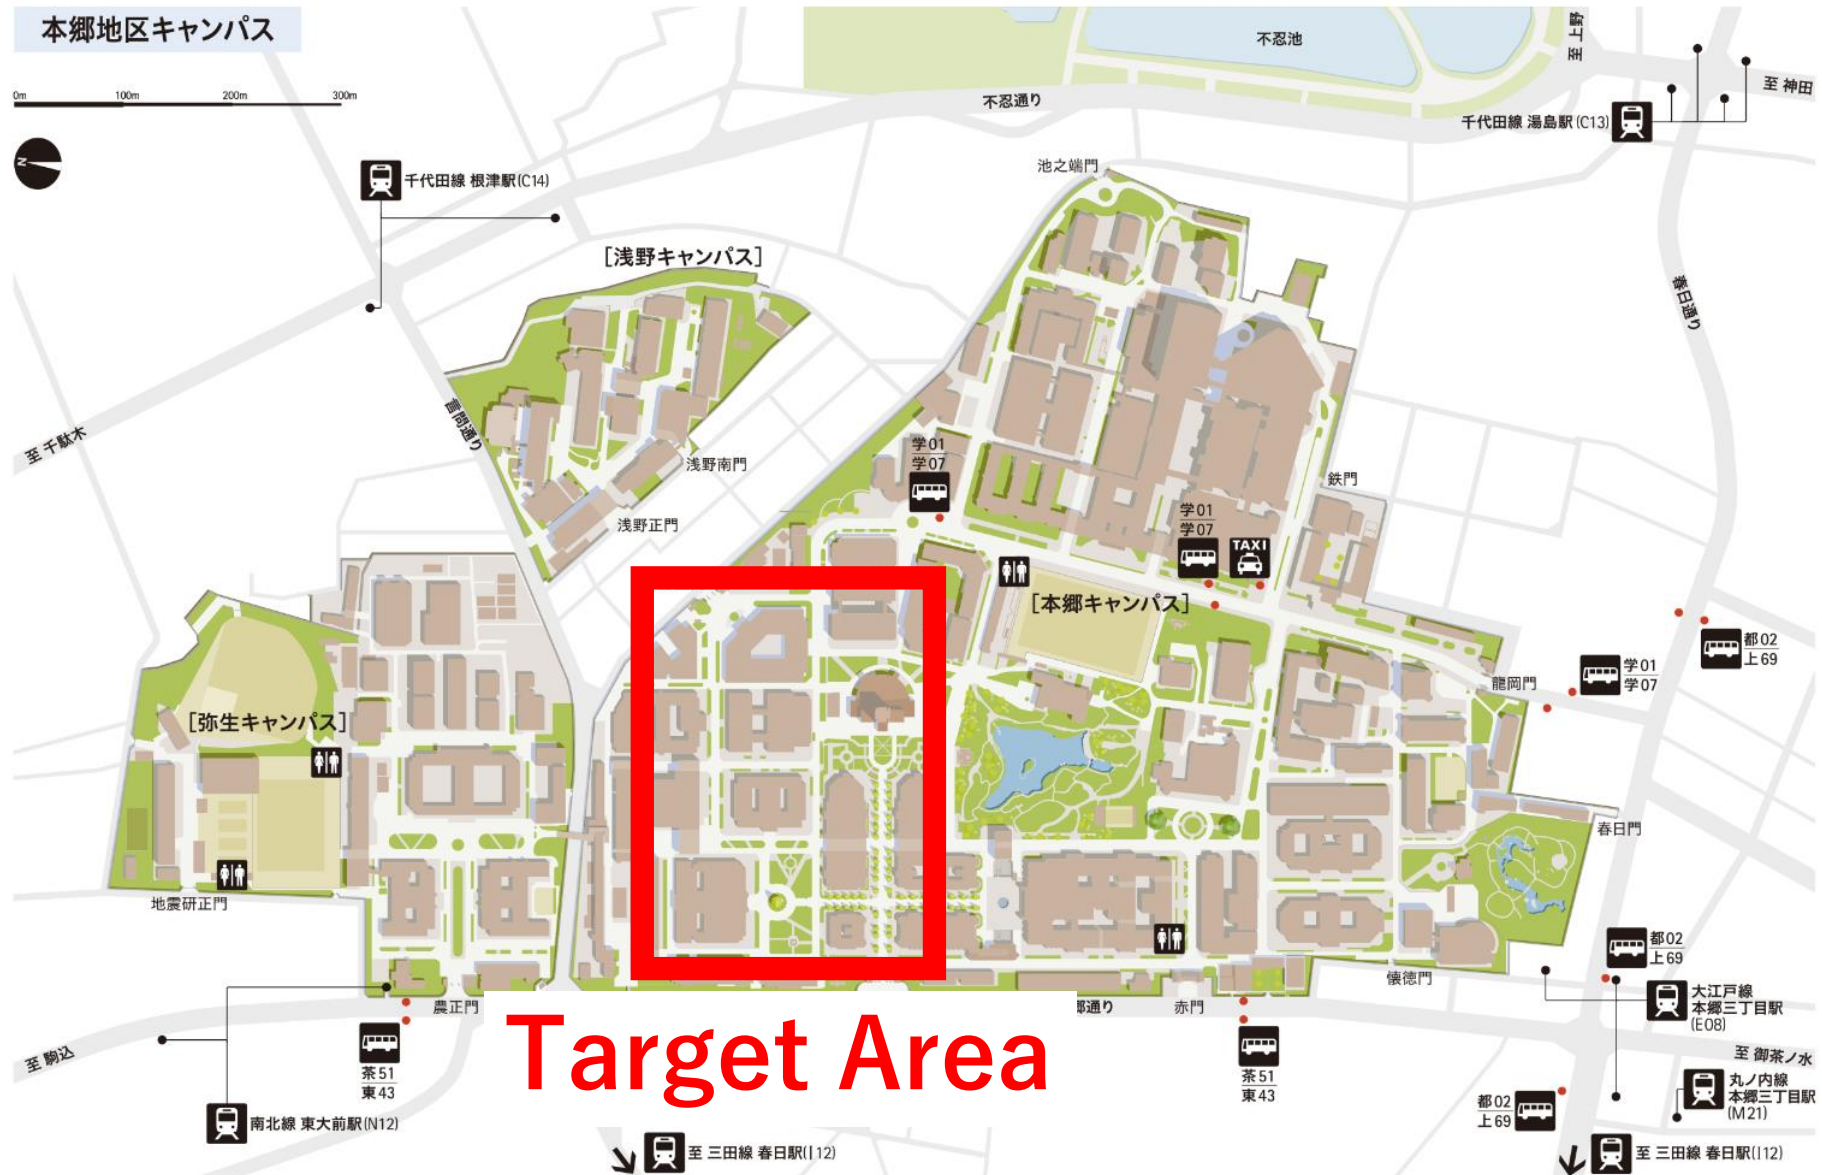 本郷地区キャンパス
0m
100m
200m
300m
N
不忍池
至 上野
至 神田
不忍通り
千代田線 湯島駅(C13)
池之端門
千代田線 根津駅(C14)
[浅野キャンパス]
春日通り
言問通り
至 千駄木
浅野南門
学01
学07
鉄門
浅野正門
学01
学07
TAXI
[本郷キャンパス]
都02
上69
学01
学07
龍岡門
[弥生キャンパス]
春日門
地震研正門
都02
上69
懐徳門
大江戸線
本郷三丁目駅
(E08)
農正門
郷通り
赤門
Target Area
至 駒込
茶51
東43
茶51
東43
至 御茶ノ水
丸ノ内線
本郷三丁目駅
(M21)
都02
上69
南北線 東大前駅(N12)
至 三田線 春日駅(I12)
至 三田線 春日駅(I12)